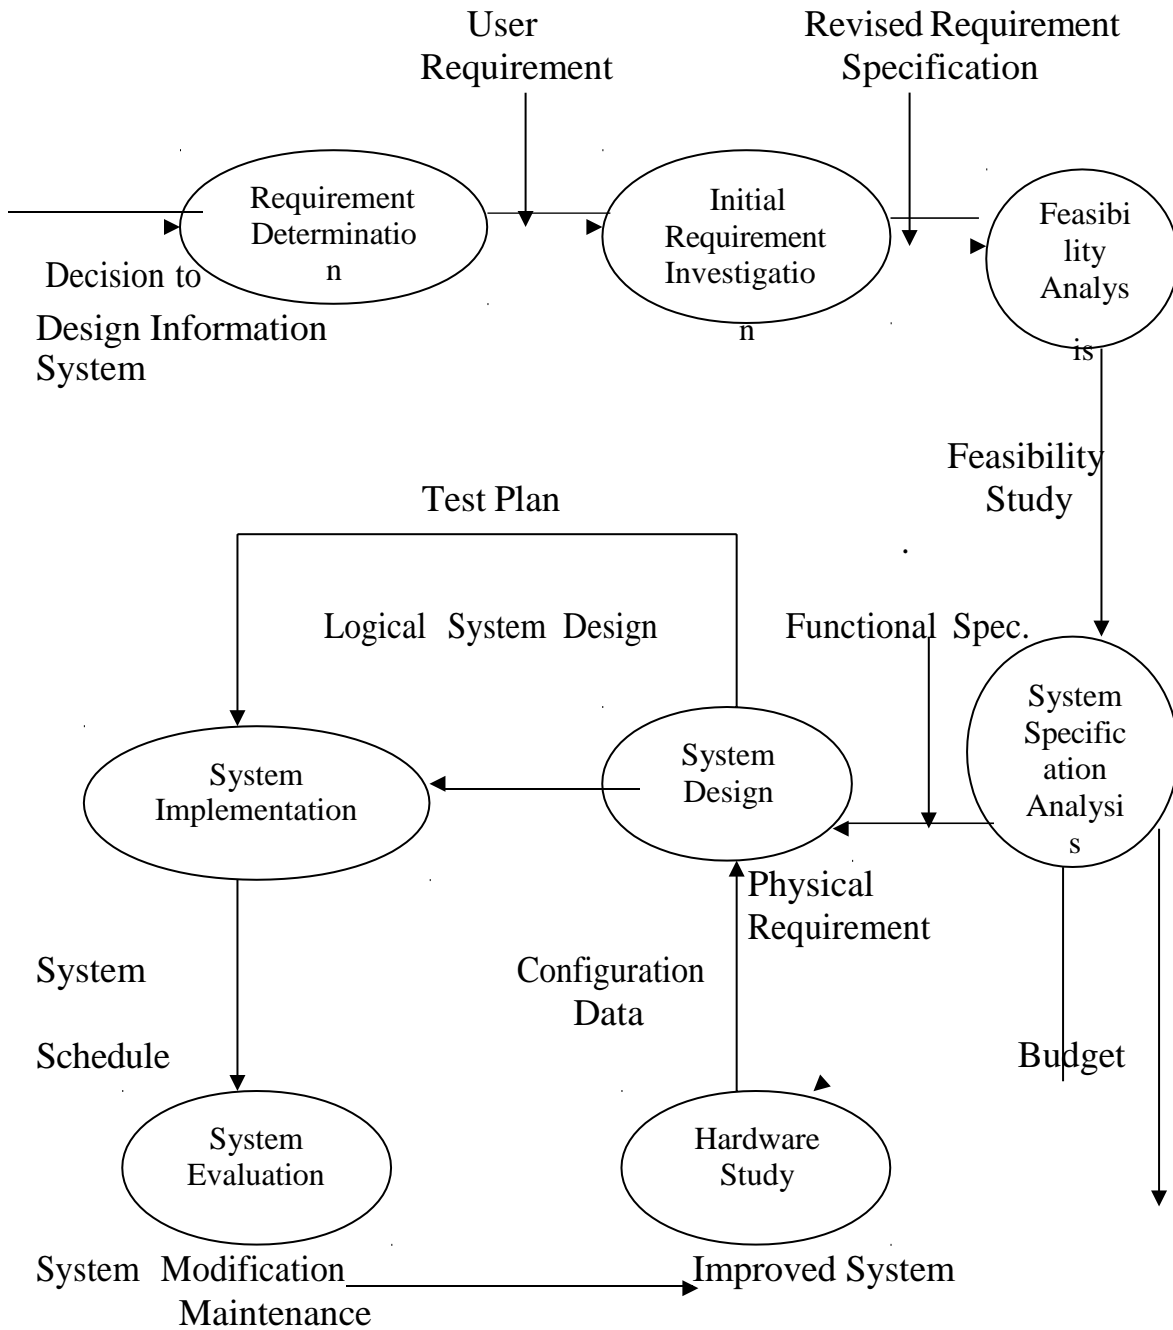 User
Requirement
Revised Requirement
Specification
Requirement
Determinatio
n
Initial
Requirement
Investigatio
n
Feasibi
lity
Analys
is
Decision to
Design Information
System
Feasibility
Study
Test Plan
Logical System Design
Functional Spec.
System
Specific
ation
Analysi
s
System
Design
System
Implementation
Physical
Requirement
System
Configuration
Data
Schedule
Budget
System
Evaluation
Hardware
Study
System Modification
Maintenance
Improved System